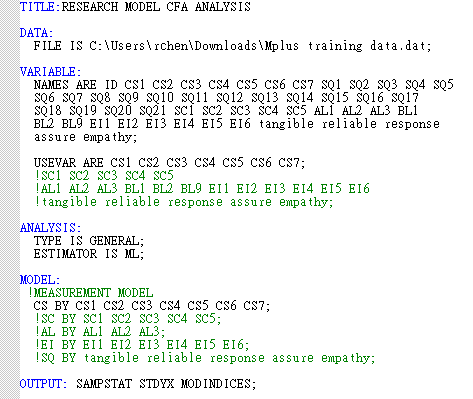 TITLE:RESEARCH MODEL CFA ANALYSIS
DATA:
FILE IS C:\Users\rchen\Downloads\Mplus training data.dat;
VARIABLE:
NAMES ARE ID CS1 CS2 CS3 CS4 CS5 CS6 CS7 SQ1 SQ2 SQ3 SQ4 SQ5
SQ6 SQ7 SQ8 SQ9 SQ10 SQ11 SQ12 SQ13 SQ14 SQ15 SQ16 SQ17
SQ18 SQ19 SQ20 SQ21 SC1 SC2 SC3 SC4 SC5 AL1 AL2 AL3 BL1
BL2 BL9 EI1 EI2 EI3 EI4 EI5 EI6 tangible reliable response
assure empathy;
USEVAR ARE CS1 CS2 CS3 CS4 CS5 CS6 CS7;
!SC1 SC2 SC3 SC4 SC5
!AL1 AL2 AL3 BL1 BL2 BL9 EI1 EI2 EI3 EI4 EI5 EI6
!tangible reliable response assure empathy;
ANALYSIS:
TYPE IS GENERAL;
ESTIMATOR IS ML;
MODEL:
!MEASUREMENT MODEL
CS BY CS1 CS2 CS3 CS4 CS5 CS6 CS7;
!SC BY SC1 SC2 SC3 SC4 SC5;
!AL BY AL1 AL2 AL3;
!EI BY EI1 EI2 EI3 EI4 EI5 EI6;
!SQ BY tangible reliable response assure empathy;
OUTPUT: SAMPSTAT STDYX MODINDICES;